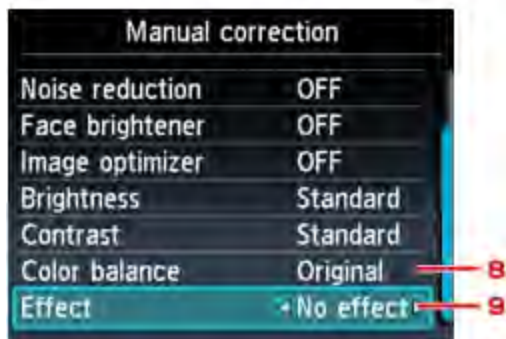 Manual correction
Noise reduction OFF
Face brightener OFF
Image optimizer OFF
Brightness Standard
Contrast Standard
Color balance Original 8
Effect No effect 9